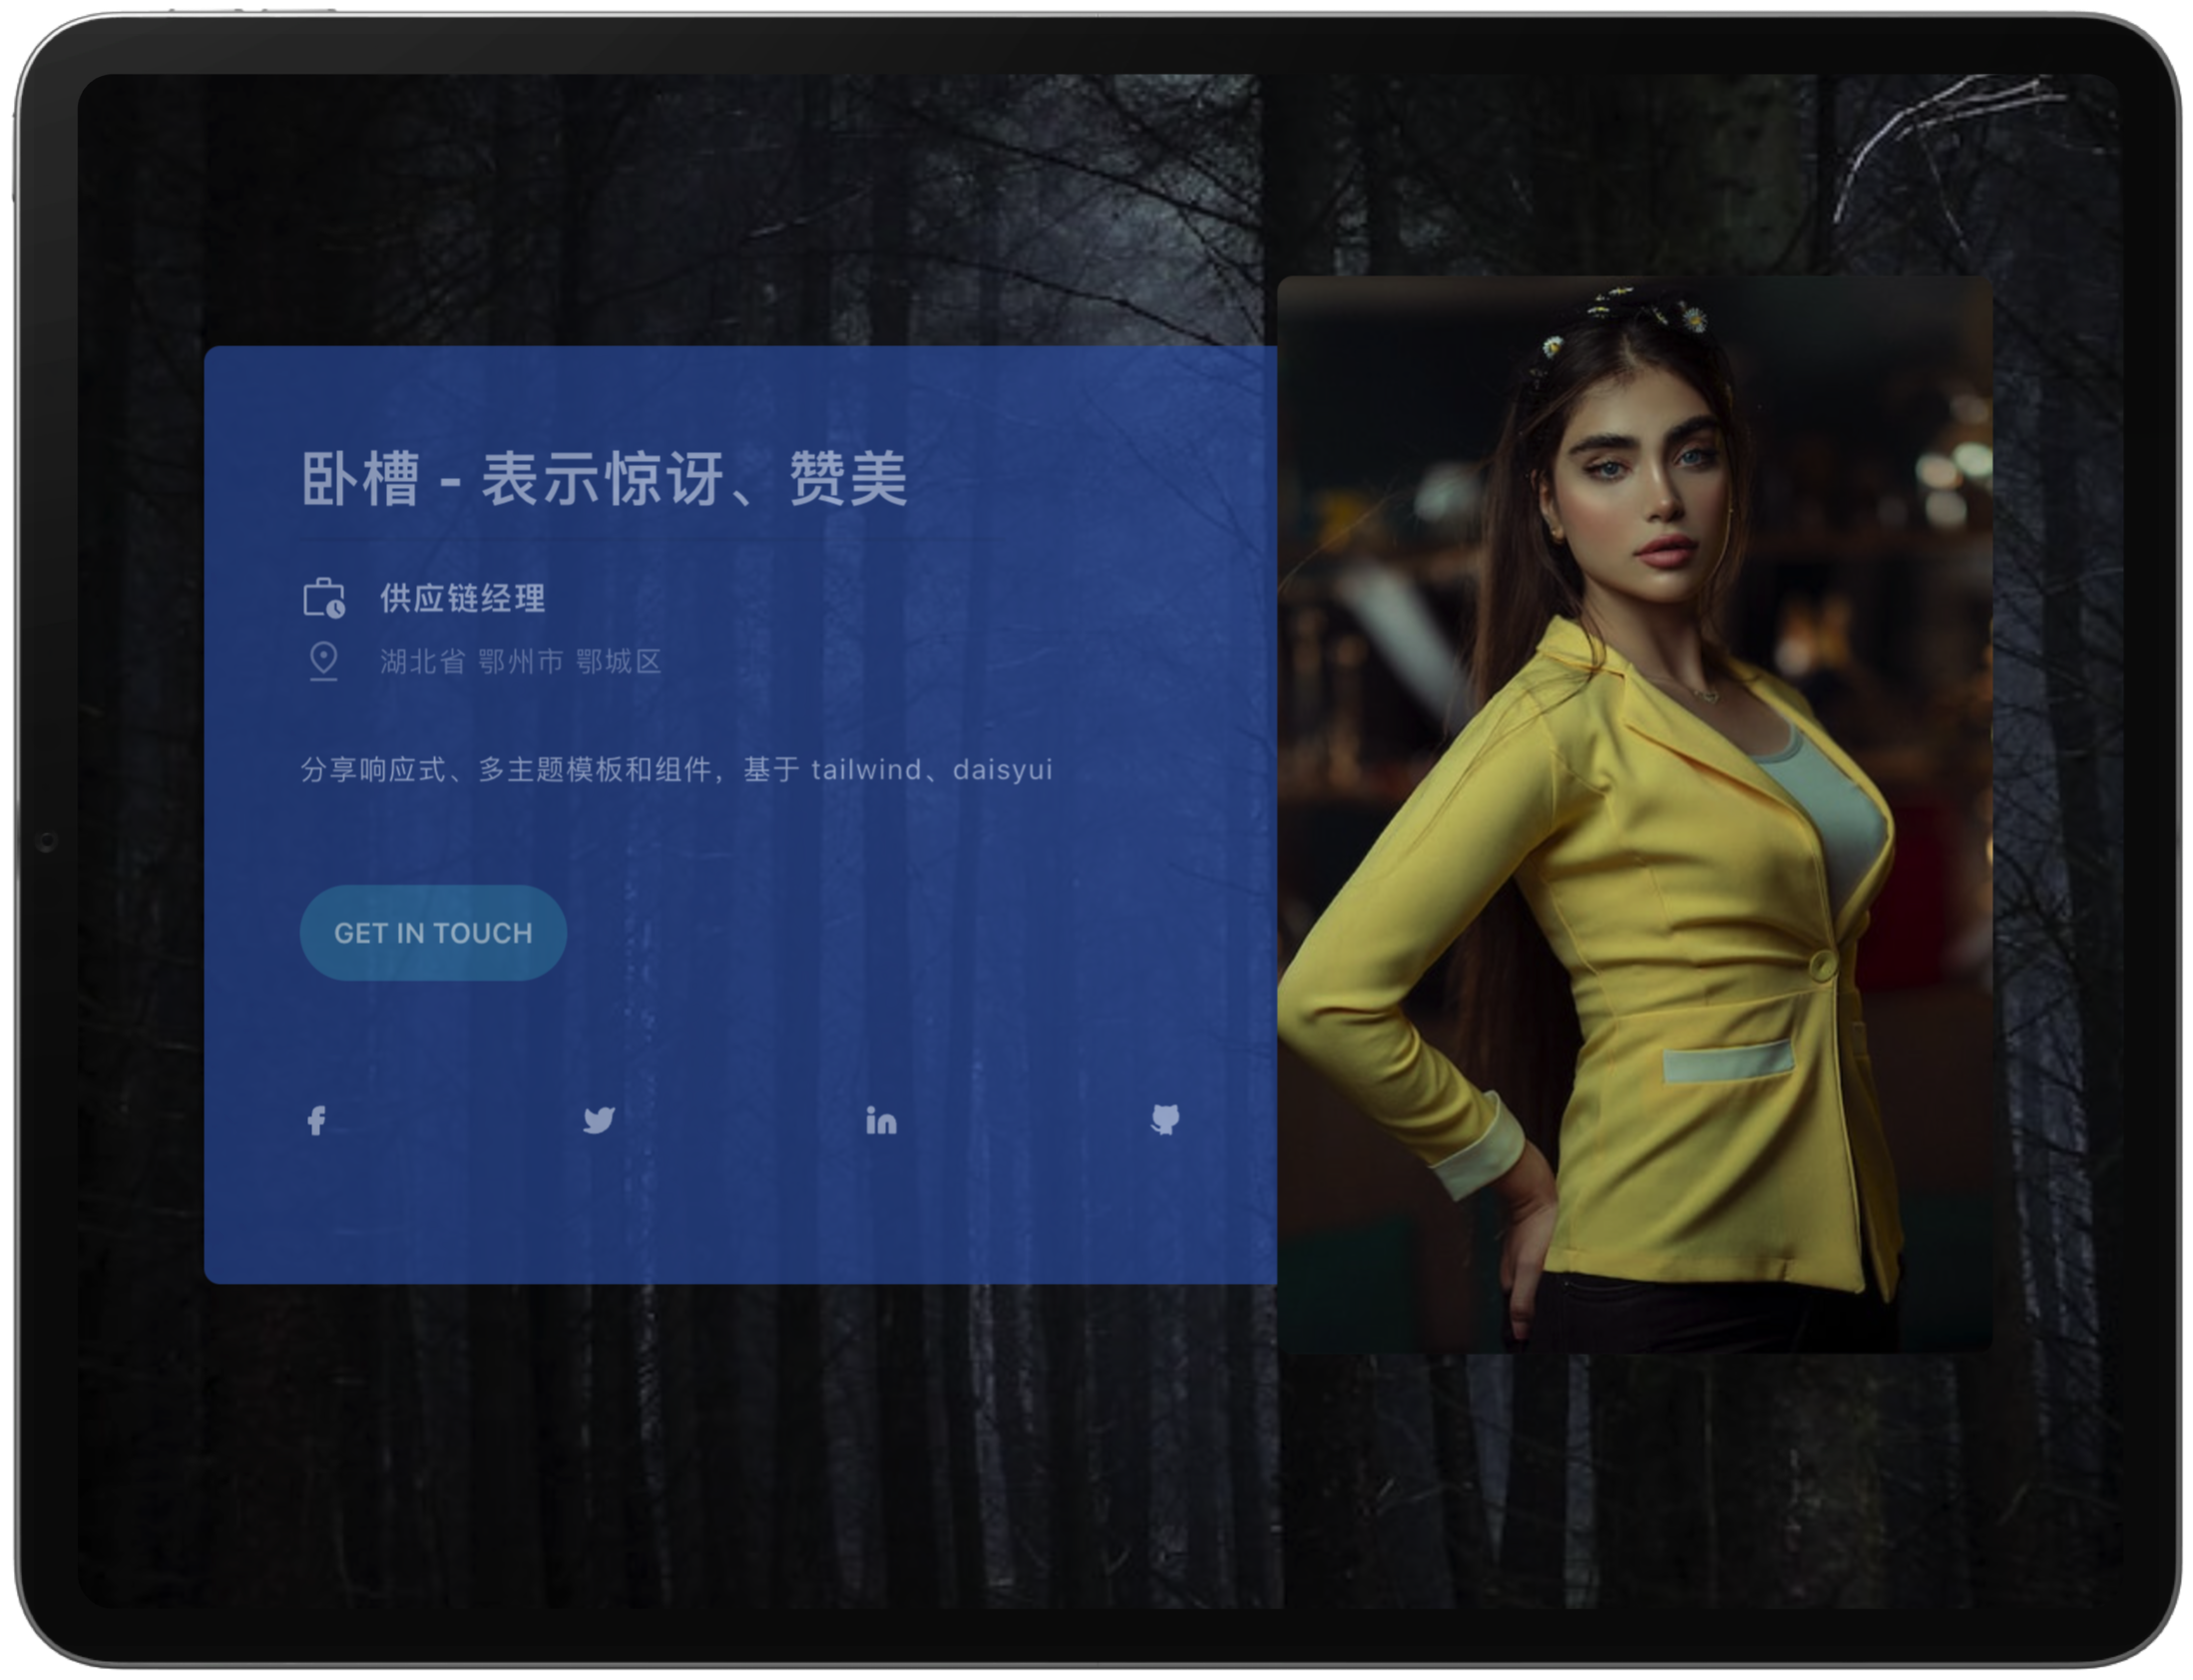 卧槽 - 表示惊讶、赞美
供应链经理
湖北省 鄂州市 鄂城区
分享响应式、多主题模板和组件，基于 tailwind、daisyui
GET IN TOUCH